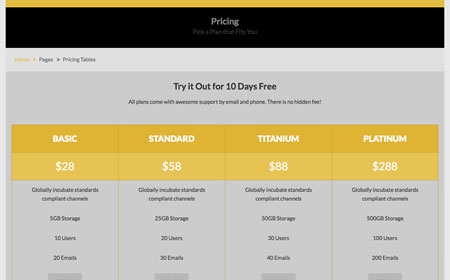 Pricing
Pick a Plan that Fits You
Home > Pages > Pricing Tables
Try it Out for 10 Days Free
All plans come with awesome support by email and phone. There is no hidden fee!
BASIC STANDARD TITANIUM PLATINUM
$28 $58 $88 $288
Globally incubate standards Globally incubate standards Globally incubate standards Globally incubate standards
compliant channels compliant channels compliant channels compliant channels
5GB Storage 25GB Storage 50GB Storage 500GB Storage
10 Users 20 Users 30 Users 100 Users
20 Emails 30 Emails 40 Emails 200 Emails